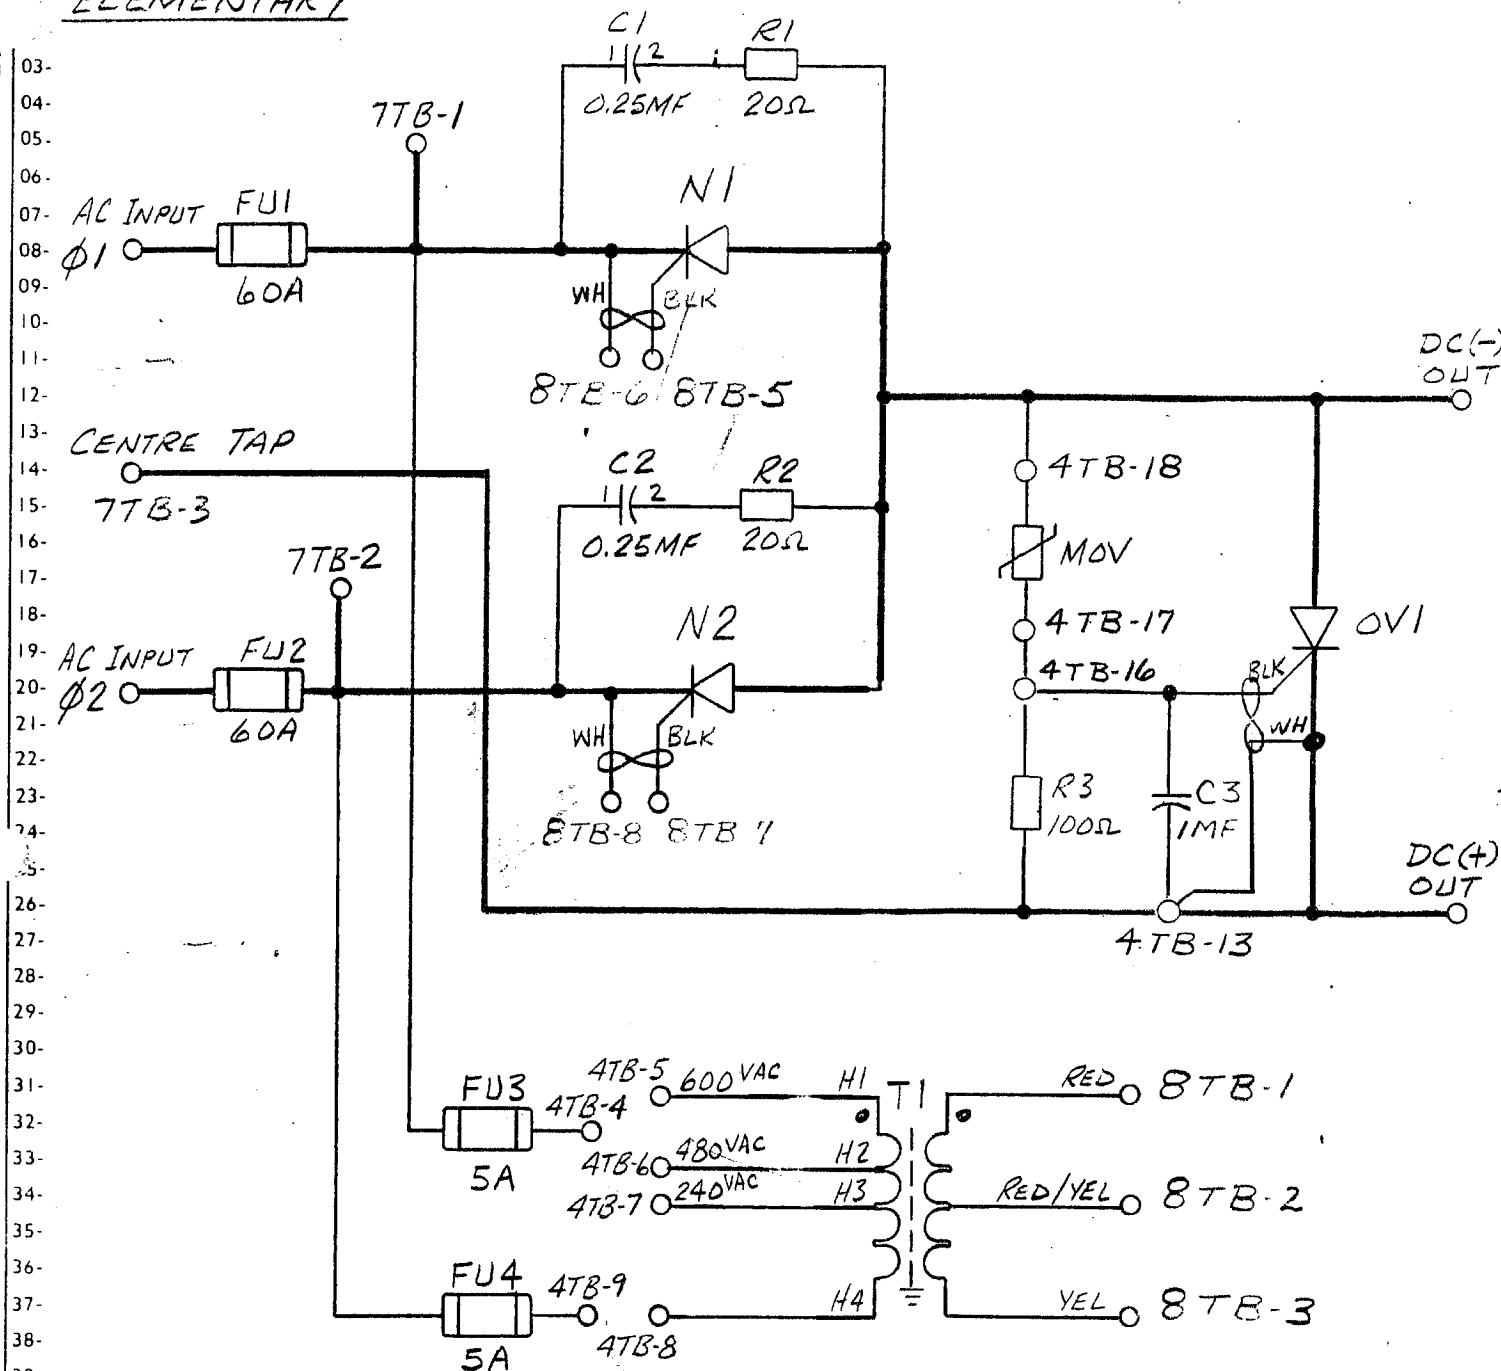 ELEMENTARY
03-
04-
05-
06-
07-
08-
09-
10-
11-
12-
13-
14-
15-
16-
17-
18-
19-
20-
21-
22-
23-
24-
25-
26-
27-
28-
29-
30-
31-
32-
33-
34-
35-
36-
37-
38-
C1
1 2
0.25MF
R1
20Ω
7TB-1
AC INPUT
φ1
FU1
60A
N1
WH
BLK
8TB-6
8TB-5
CENTRE TAP
7TB-3
C2
1 2
0.25MF
R2
20Ω
7TB-2
AC INPUT
φ2
FU2
60A
N2
WH
BLK
8TB-8
8TB 7
DC(-)
OUT
4TB-18
MOV
4TB-17
4TB-16
OV1
BLK
WH
R3
100Ω
C3
1MF
DC(+)
OUT
4TB-13
FU3
5A
4TB-4
4TB-5
600VAC
H1
T1
4TB-6
480VAC
H2
4TB-7
240VAC
H3
FU4
5A
4TB-9
4TB-8
H4
RED
8TB-1
RED/YEL
8TB-2
YEL
8TB-3